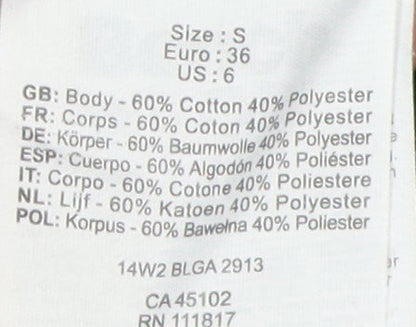 Size : S
Euro : 36
US : 6
GB: Body - 60% Cotton 40% Polyester
FR: Corps - 60% Coton 40% Polyester
DE: Körper - 60% Baumwolle 40% Polyester
ESP: Cuerpo - 60% Algodón 40% Poliéster
IT: Corpo - 60% Cotone 40% Poliestere
NL: Lijf - 60% Katoen 40% Polyester
POL: Korpus - 60% Bawełna 40% Poliester
14W2 BLGA 2913
CA 45102
RN 111817